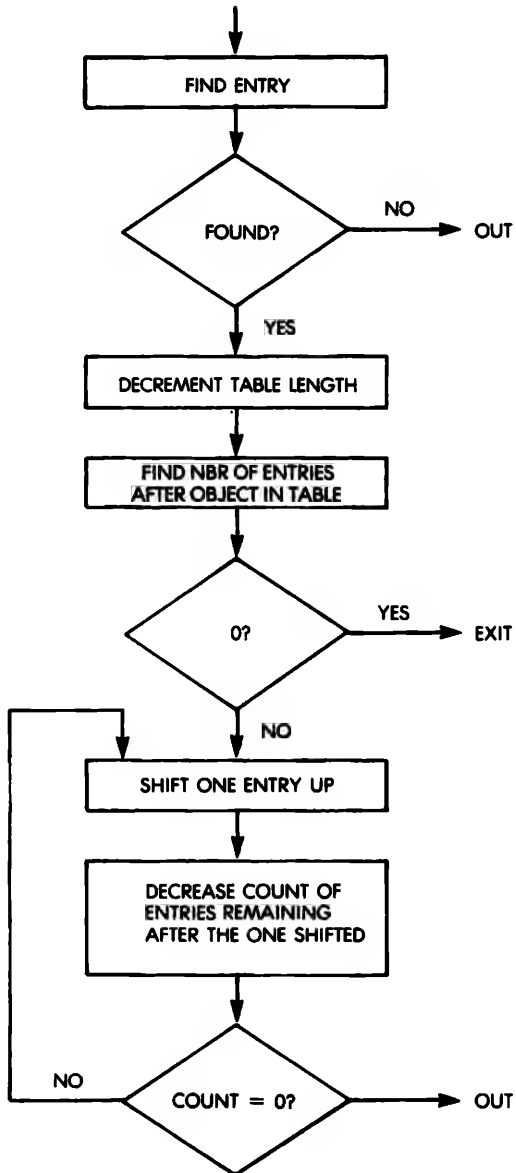 FIND ENTRY
FOUND?
NO
OUT
YES
DECREMENT TABLE LENGTH
FIND NBR OF ENTRIES
AFTER OBJECT IN TABLE
0?
YES
EXIT
NO
SHIFT ONE ENTRY UP
DECREASE COUNT OF
ENTRIES REMAINING
AFTER THE ONE SHIFTED
NO
COUNT = 0?
OUT